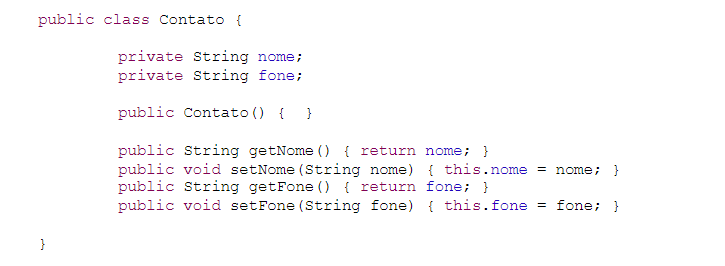 public class Contato {
private String nome;
private String fone;
public Contato() {  }
public String getNome() { return nome; }
public void setNome(String nome) { this.nome = nome; }
public String getFone() { return fone; }
public void setFone(String fone) { this.fone = fone; }
}